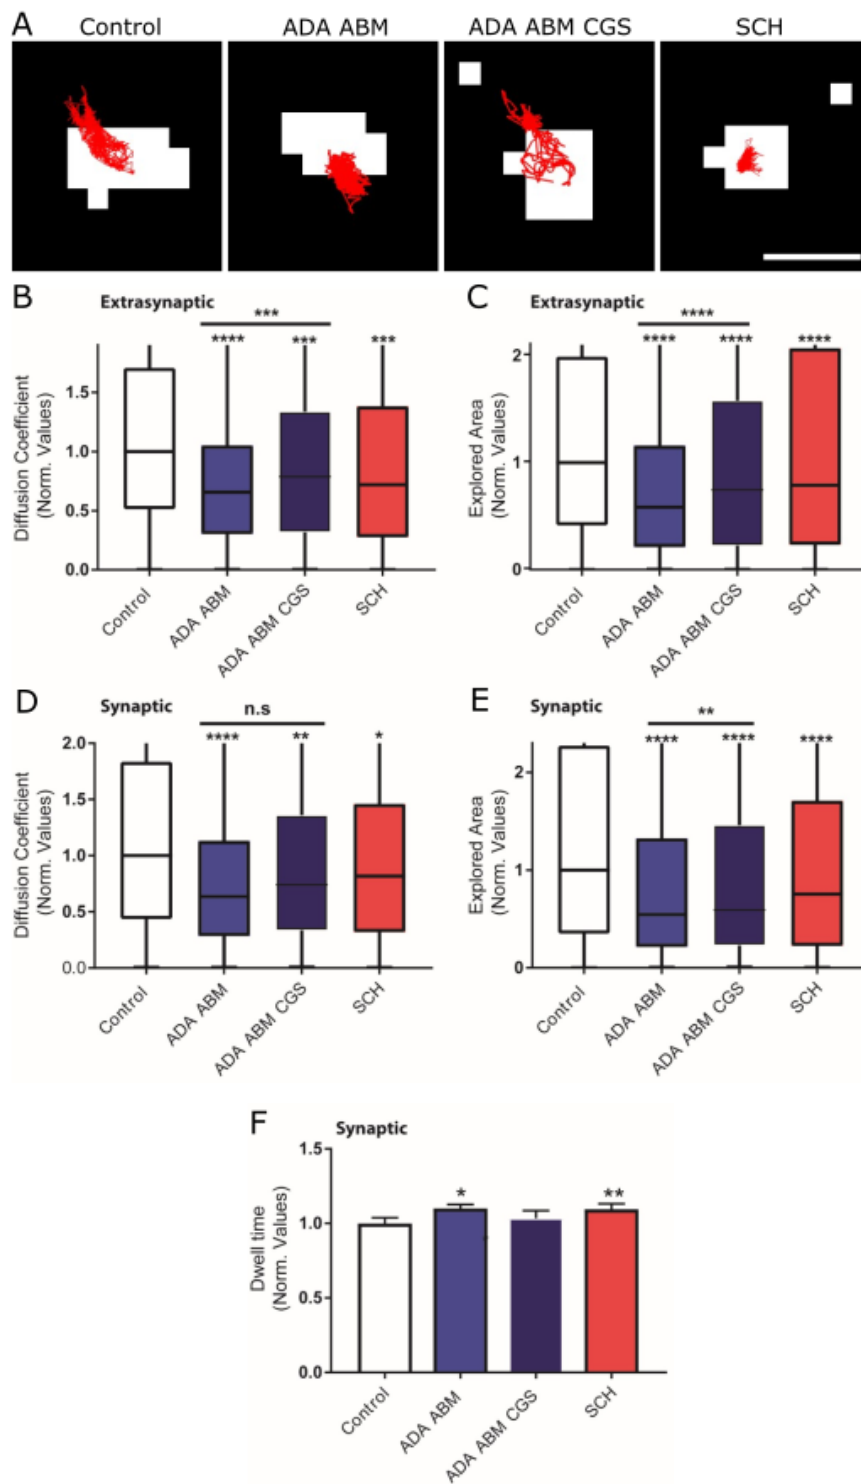 A
Control
ADA ABM
ADA ABM CGS
SCH
B
Extrasynaptic
***
****
***
***
Diffusion Coefficient
(Norm. Values)
1.5
1.0
0.5
0.0
Control
ADA ABM
ADA ABM CGS
SCH
C
Extrasynaptic
****
****
****
****
Explored Area
(Norm. Values)
2
1
0
Control
ADA ABM
ADA ABM CGS
SCH
D
Synaptic
n.s
****
**
*
Diffusion Coefficient
(Norm. Values)
2.0
1.5
1.0
0.5
0.0
Control
ADA ABM
ADA ABM CGS
SCH
E
Synaptic
**
****
****
****
Explored Area
(Norm. Values)
2
1
0
Control
ADA ABM
ADA ABM CGS
SCH
F
Synaptic
*
**
Dwell time
(Norm. Values)
1.5
1.0
0.5
0.0
Control
ADA ABM
ADA ABM CGS
SCH